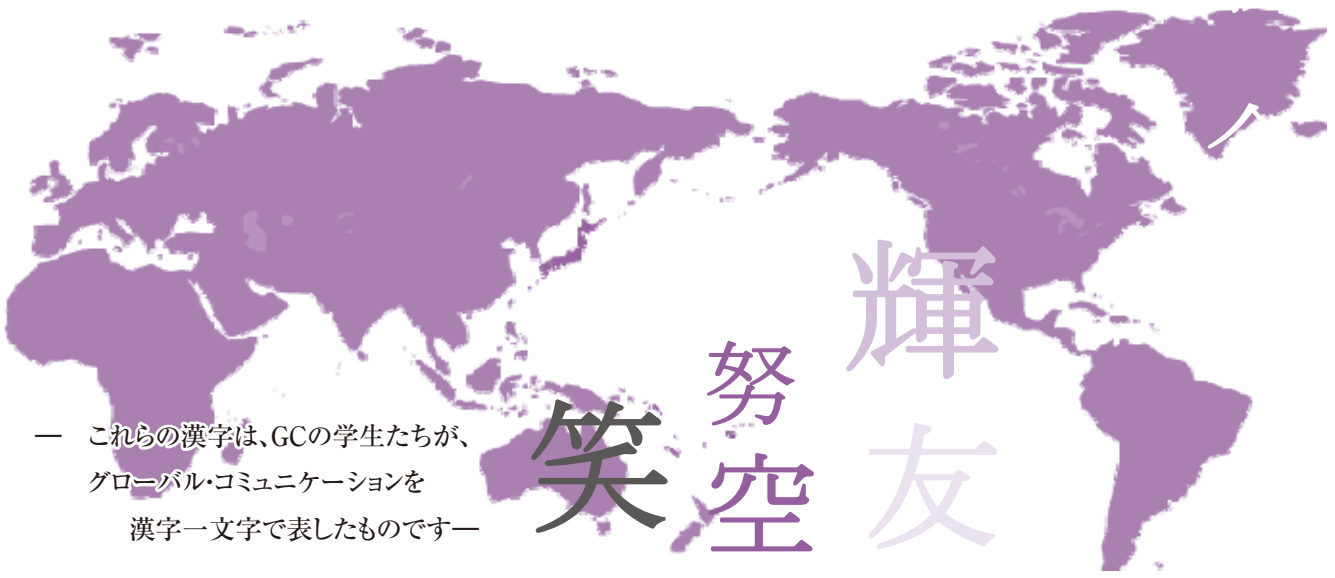 輝
努
笑
友
空
― これらの漢字は、GCの学生たちが、
グローバル・コミュニケーションを
漢字一文字で表したものです―